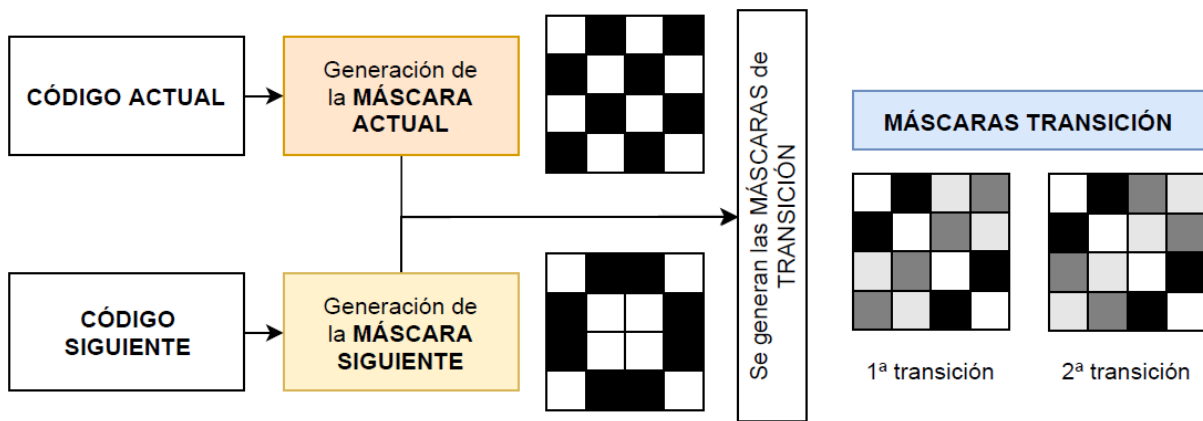 CÓDIGO ACTUAL
Generación de
la MÁSCARA
ACTUAL
CÓDIGO
SIGUIENTE
Generación de
la MÁSCARA
SIGUIENTE
Se generan las MÁSCARAS de
TRANSICIÓN
MÁSCARAS TRANSICIÓN
1ª transición
2ª transición